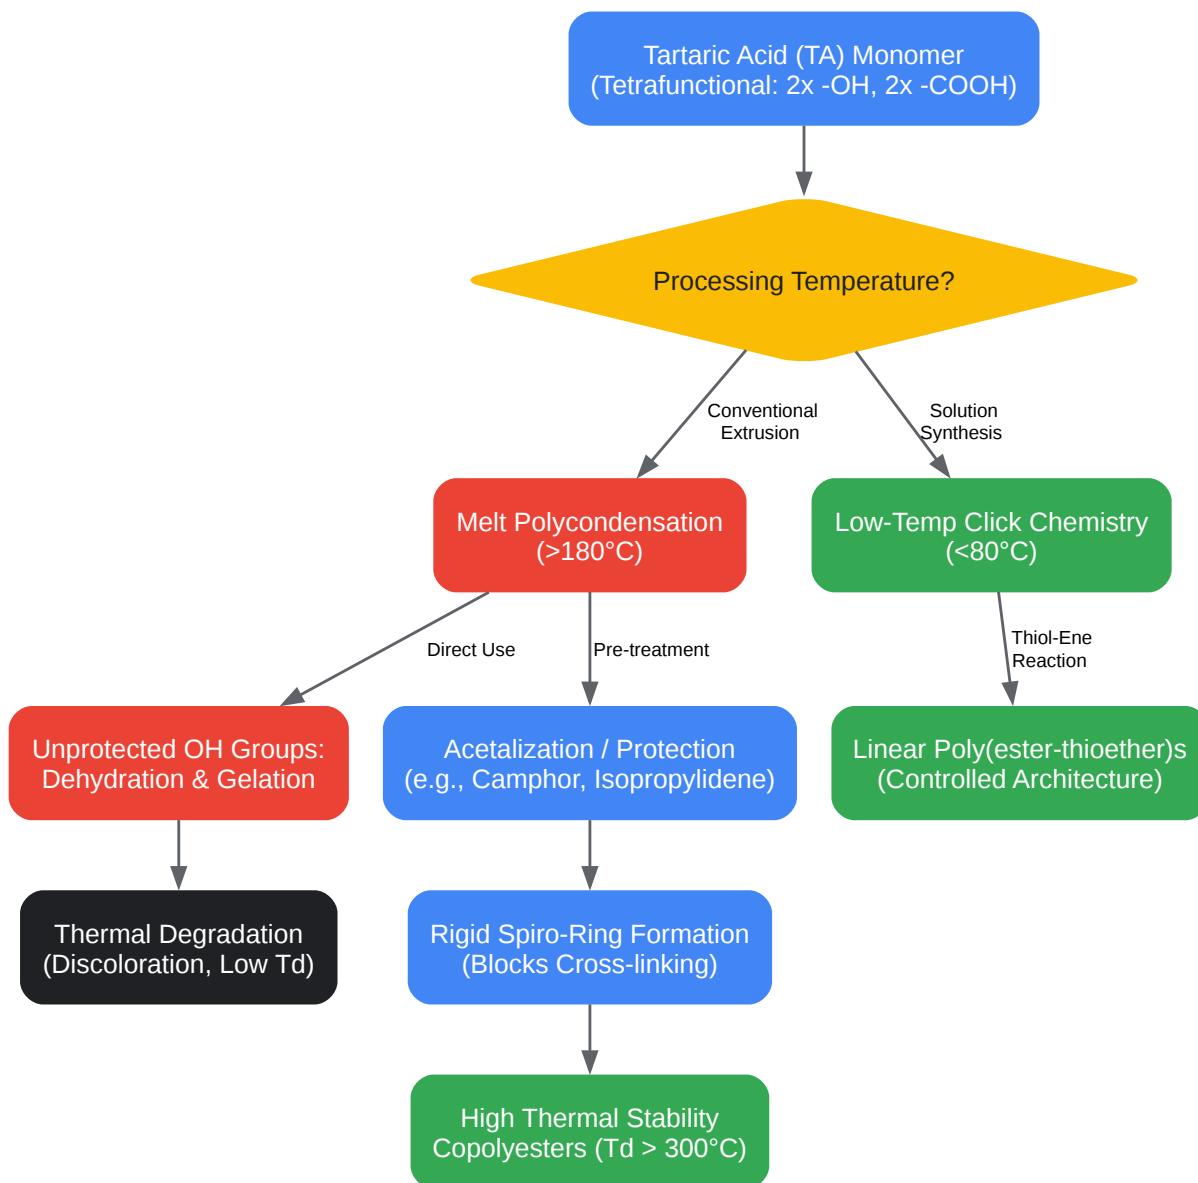 Tartaric Acid (TA) Monomer
(Tetrafunctional: 2x -OH, 2x -COOH)
Processing Temperature?
Conventional
Extrusion
Solution
Synthesis
Melt Polycondensation
(>180°C)
Low-Temp Click Chemistry
(<80°C)
Direct Use
Pre-treatment
Thiol-Ene
Reaction
Unprotected OH Groups:
Dehydration & Gelation
Acetalization / Protection
(e.g., Camphor, Isopropylidene)
Linear Poly(ester-thioether)s
(Controlled Architecture)
Thermal Degradation
(Discoloration, Low Td)
Rigid Spiro-Ring Formation
(Blocks Cross-linking)
High Thermal Stability
Copolyesters (Td > 300°C)